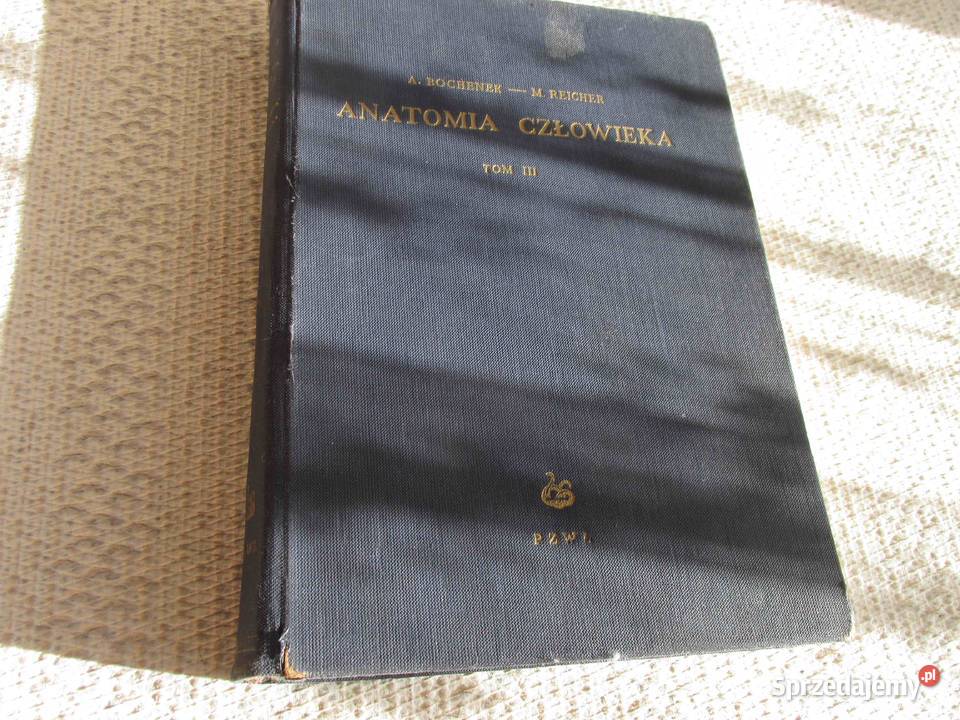 A. BOCHENEK — M. REICHER
ANATOMIA CZŁOWIEKA
TOM III
PZWL
Sprzedajemy.pl